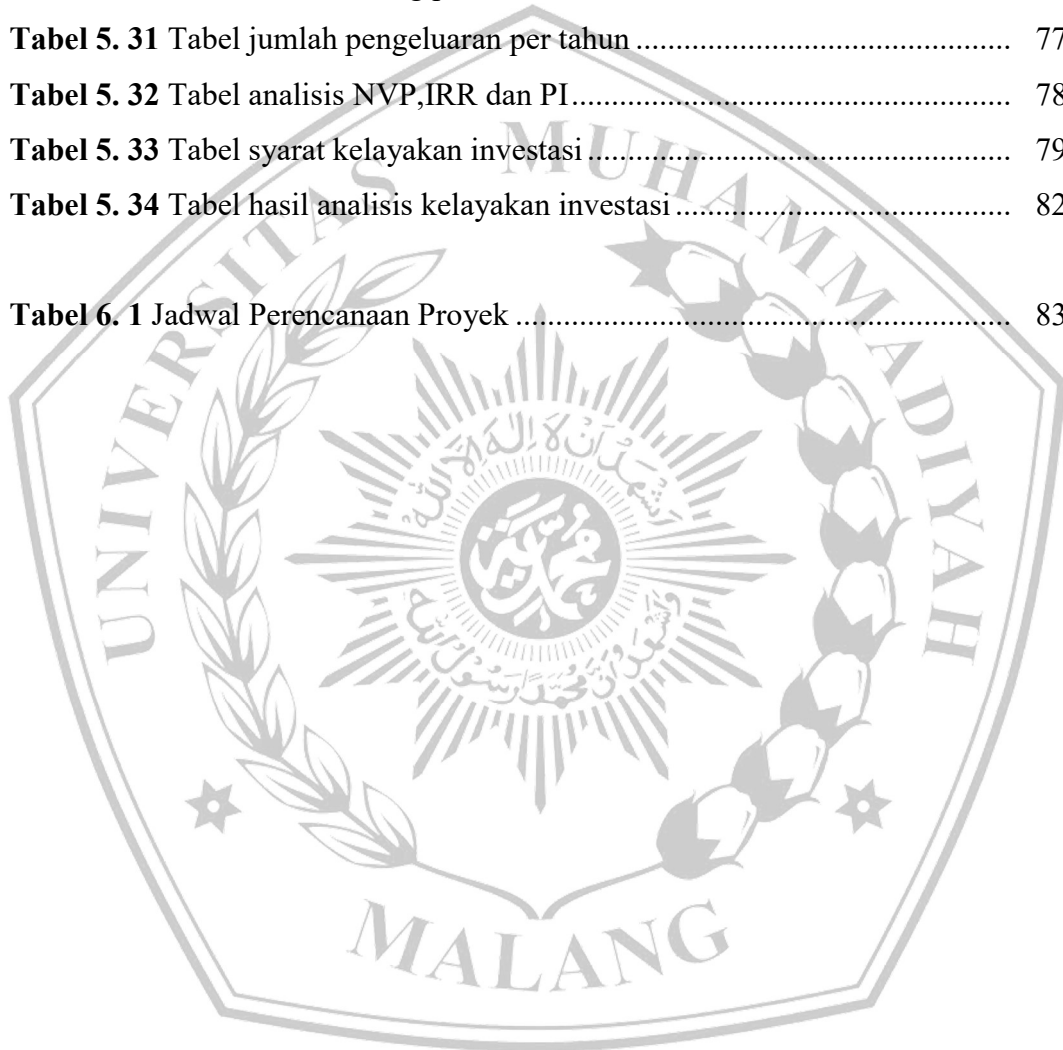 Tabel 5. 31 Tabel jumlah pengeluaran per tahun ............................................... 77
Tabel 5. 32 Tabel analisis NVP,IRR dan PI....................................................... 78
Tabel 5. 33 Tabel syarat kelayakan investasi ..................................................... 79
Tabel 5. 34 Tabel hasil analisis kelayakan investasi .......................................... 82
Tabel 6. 1 Jadwal Perencanaan Proyek .............................................................. 83
UNIVERSITAS MUHAMMADIYAH
MALANG